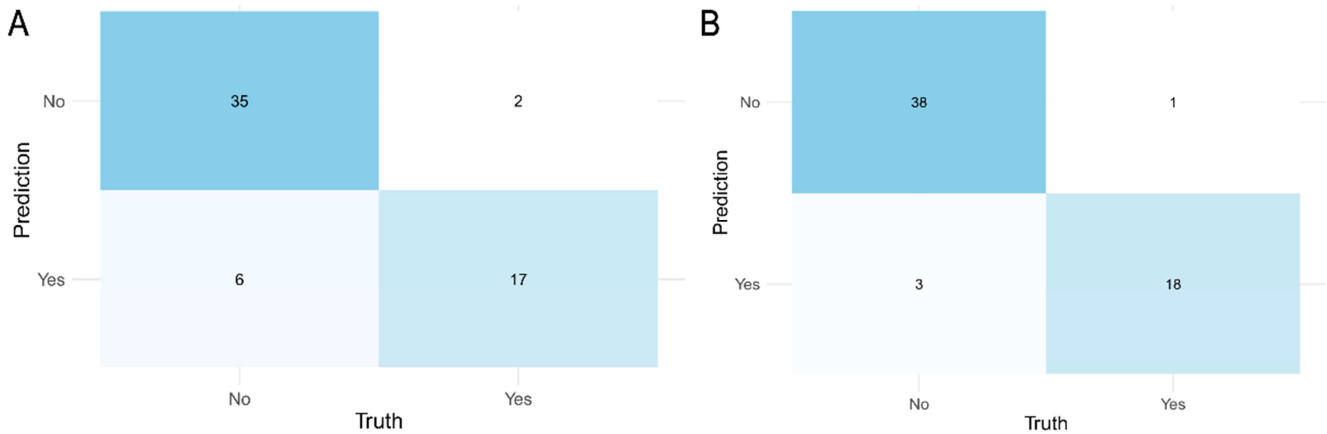 A
Prediction
No
35
2
Yes
6
17
No
Yes
Truth
B
Prediction
No
38
1
Yes
3
18
No
Yes
Truth